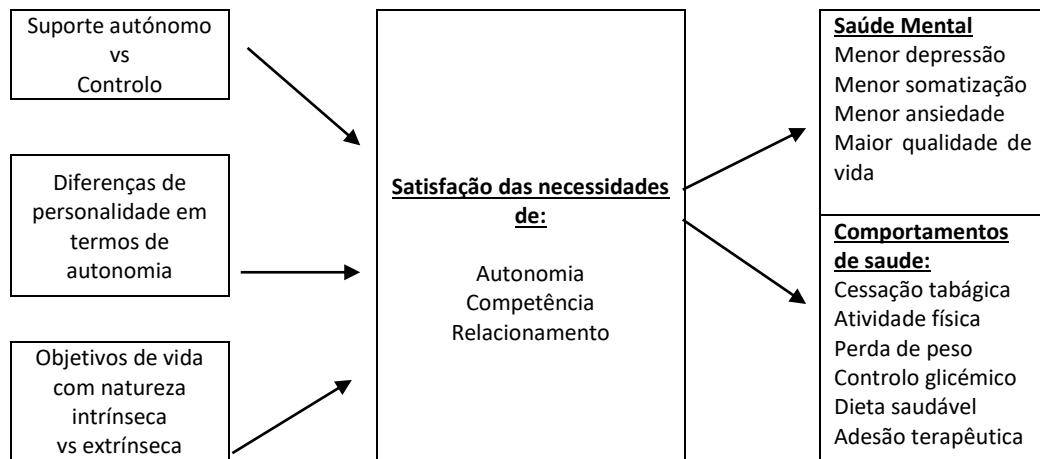 Suporte autónomo
vs
Controlo
Diferenças de
personalidade em
termos de
autonomia
Objetivos de vida
com natureza
intrínseca
vs extrínseca
Satisfação das necessidades
de:
Autonomia
Competência
Relacionamento
Saúde Mental
Menor depressão
Menor somatização
Menor ansiedade
Maior qualidade de
vida
Comportamentos
de saude:
Cessação tabágica
Atividade física
Perda de peso
Controlo glicémico
Dieta saudável
Adesão terapêutica